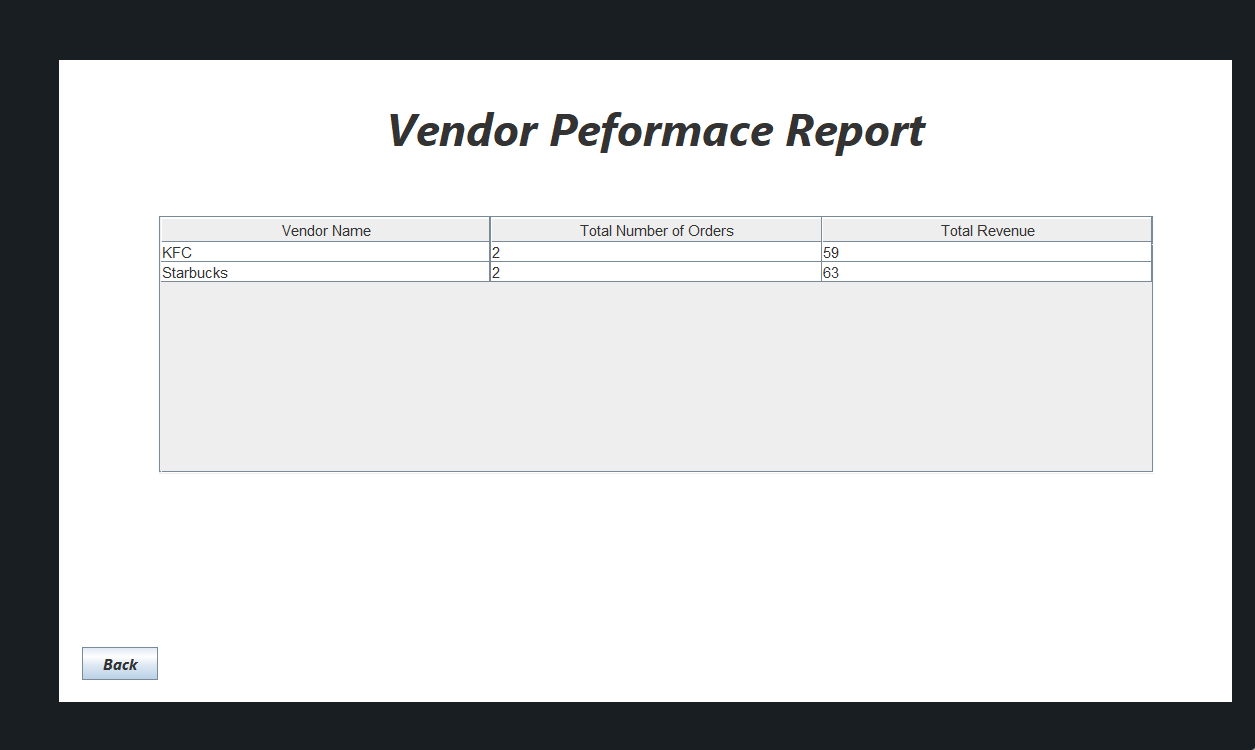 Vendor Peformace Report
Vendor Name Total Number of Orders Total Revenue
KFC 2 59
Starbucks 2 63
Back